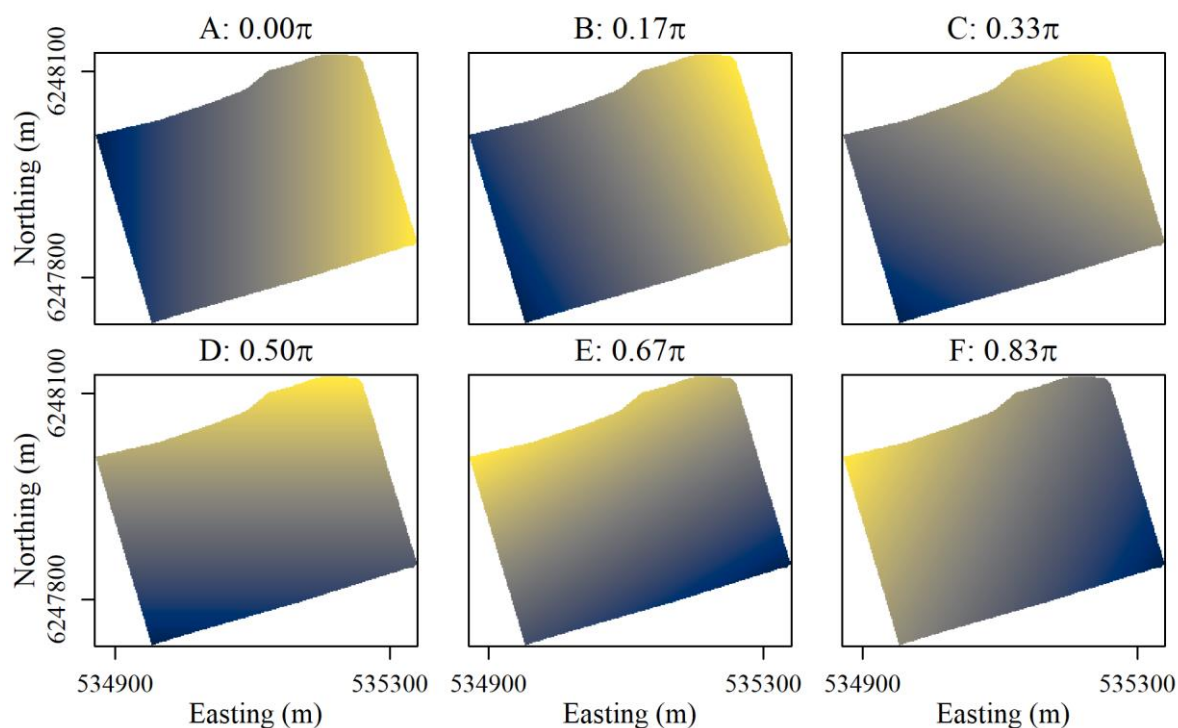 A: 0.00π
B: 0.17π
C: 0.33π
Northing (m)
6248100
6247800
D: 0.50π
E: 0.67π
F: 0.83π
Northing (m)
6248100
6247800
534900
535300
534900
535300
534900
535300
Easting (m)
Easting (m)
Easting (m)